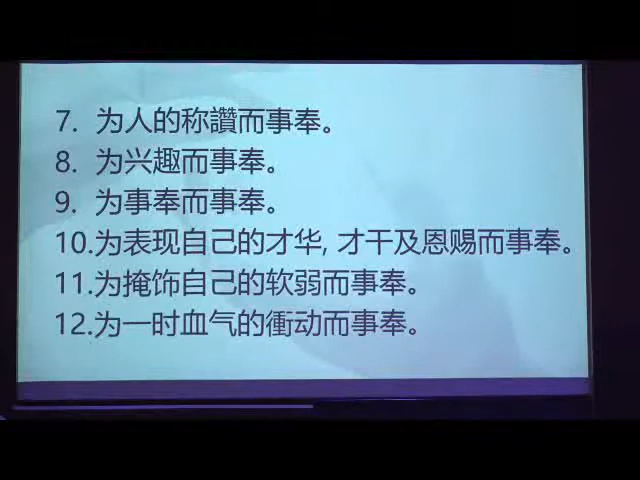 7. 为人的称讚而事奉。
8. 为兴趣而事奉。
9. 为事奉而事奉。
10.为表现自己的才华, 才干及恩赐而事奉。
11.为掩饰自己的软弱而事奉。
12.为一时血气的衝动而事奉。